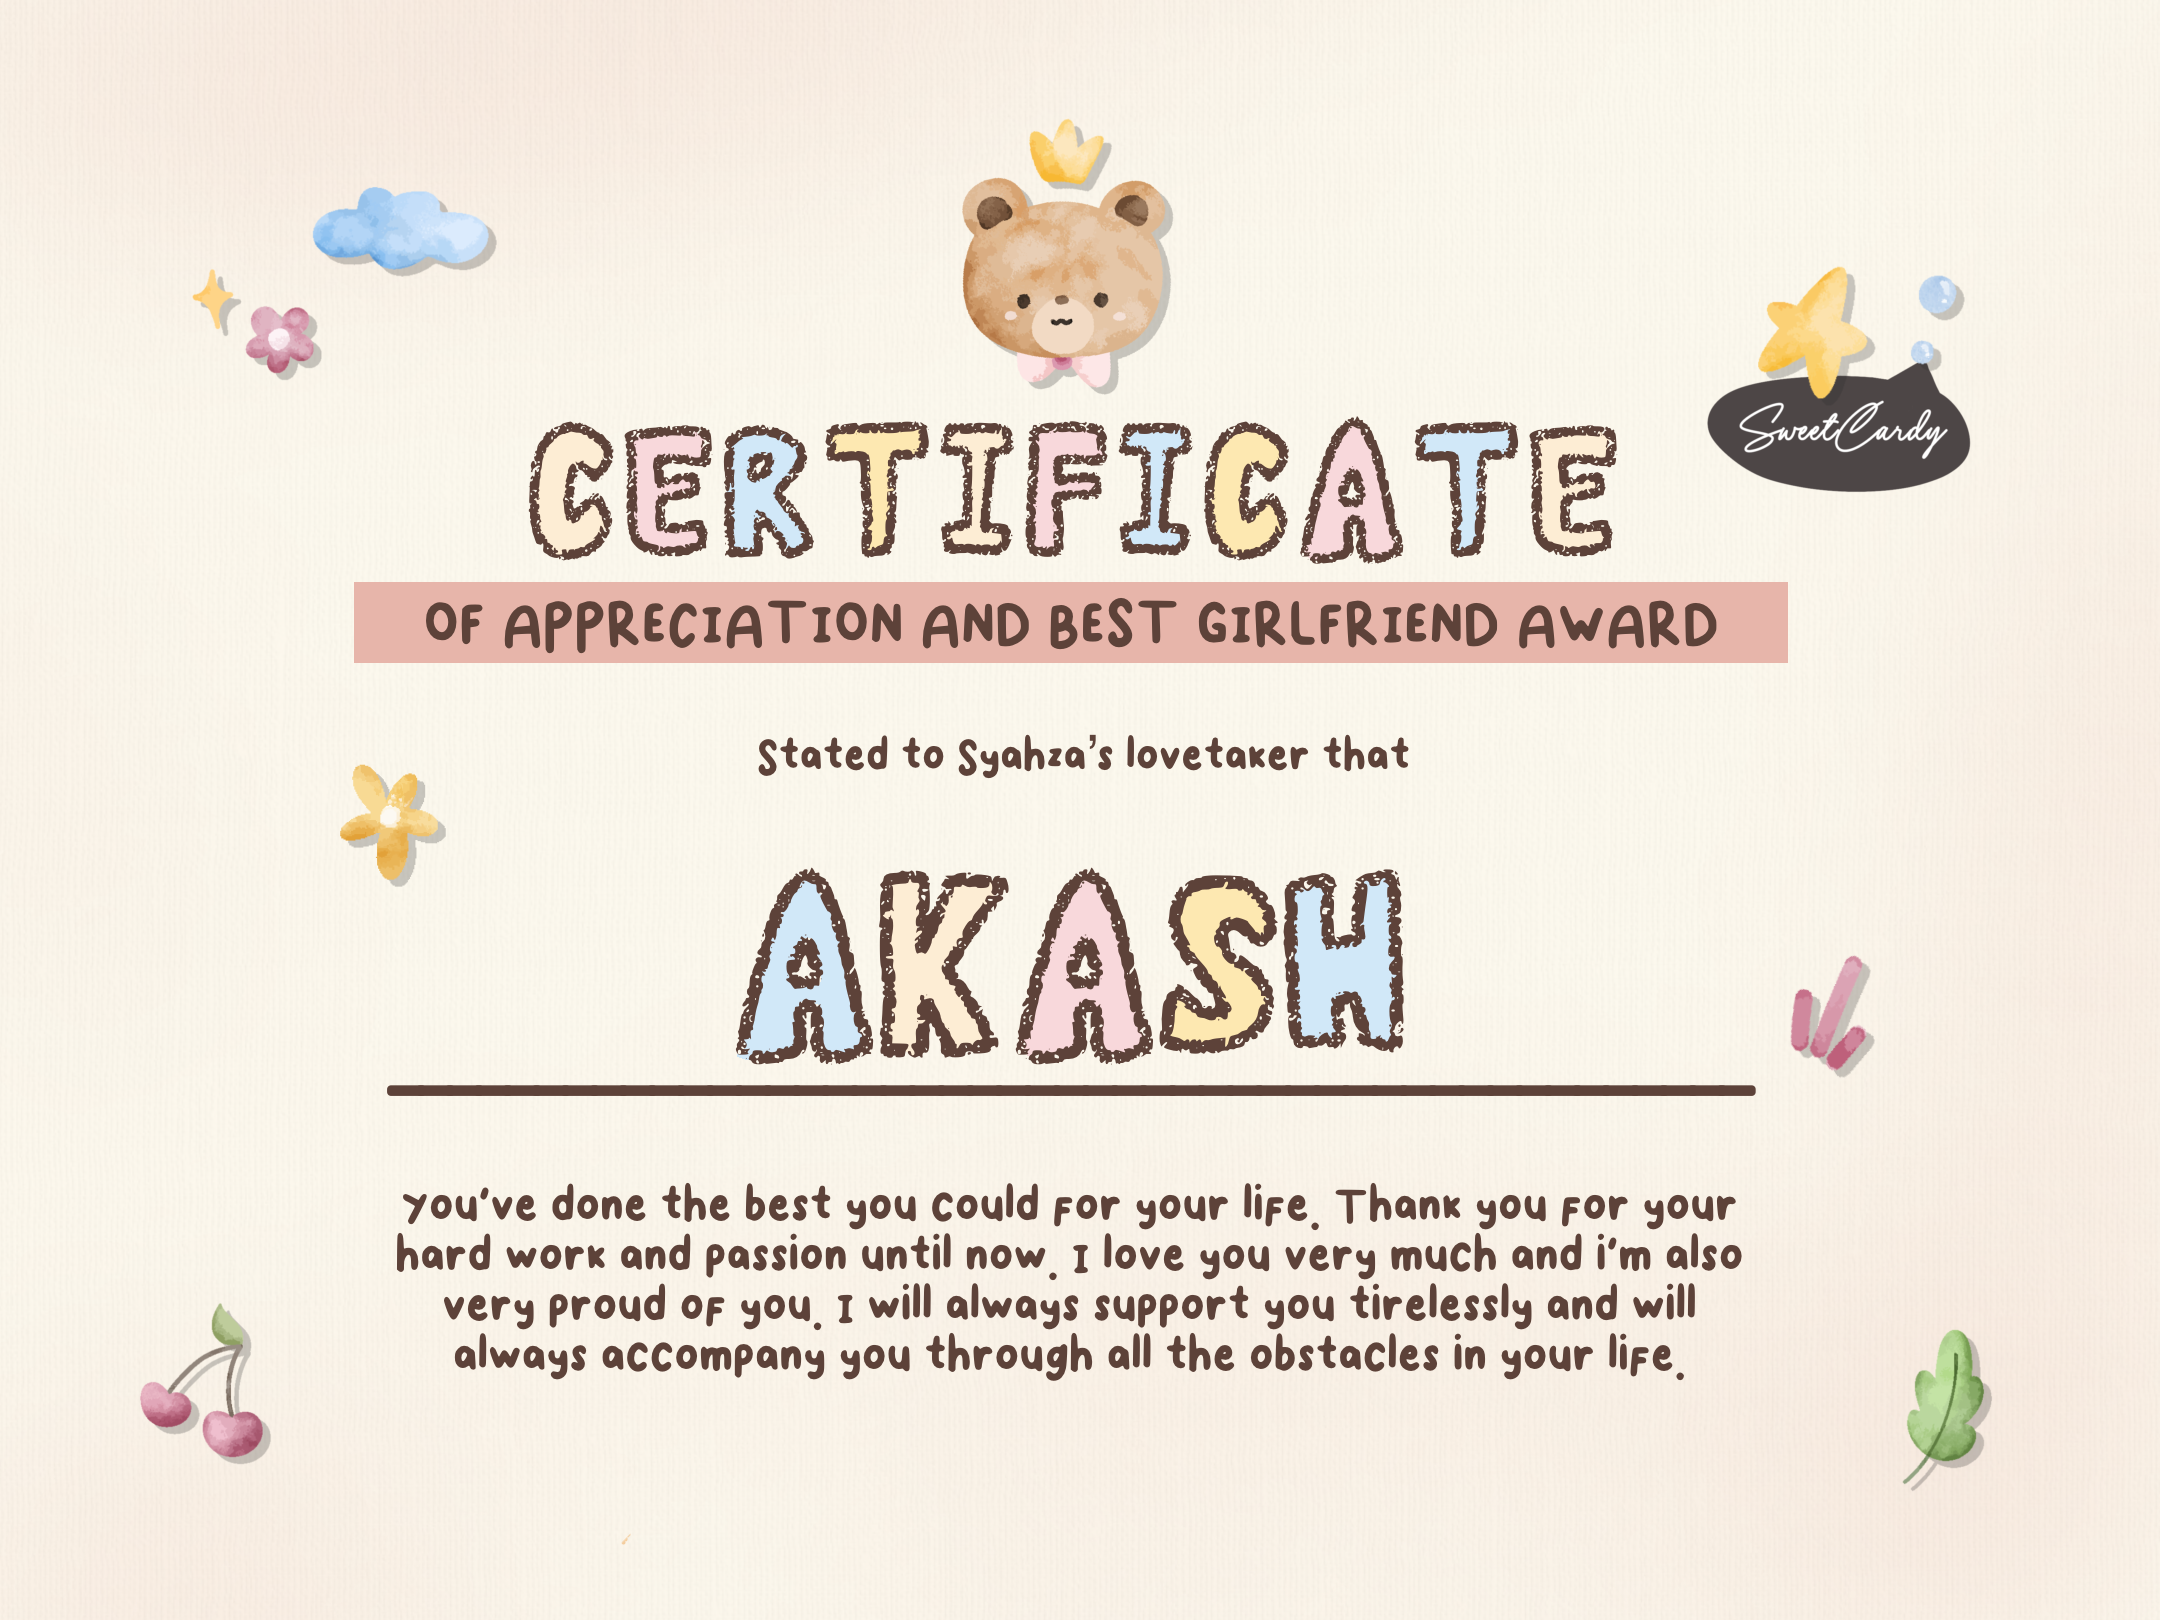 SweetCardy
CERTIFICATE
OF APPRECIATION AND BEST GIRLFRIEND AWARD
Stated to Syahza's lovetaker that
AKASH
You've done the best you could for your life. Thank you for your
hard work and passion until now. I love you very much and i'm also
very proud of you. I will always support you tirelessly and will
always accompany you through all the obstacles in your life.